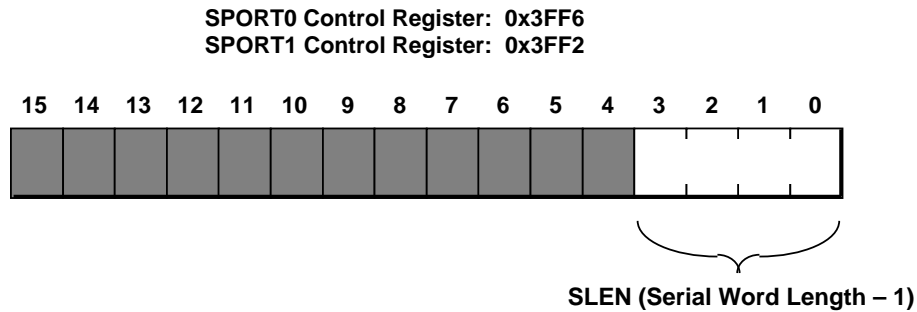 SPORT0 Control Register: 0x3FF6
SPORT1 Control Register: 0x3FF2
15 14 13 12 11 10 9 8 7 6 5 4 3 2 1 0
SLEN (Serial Word Length – 1)